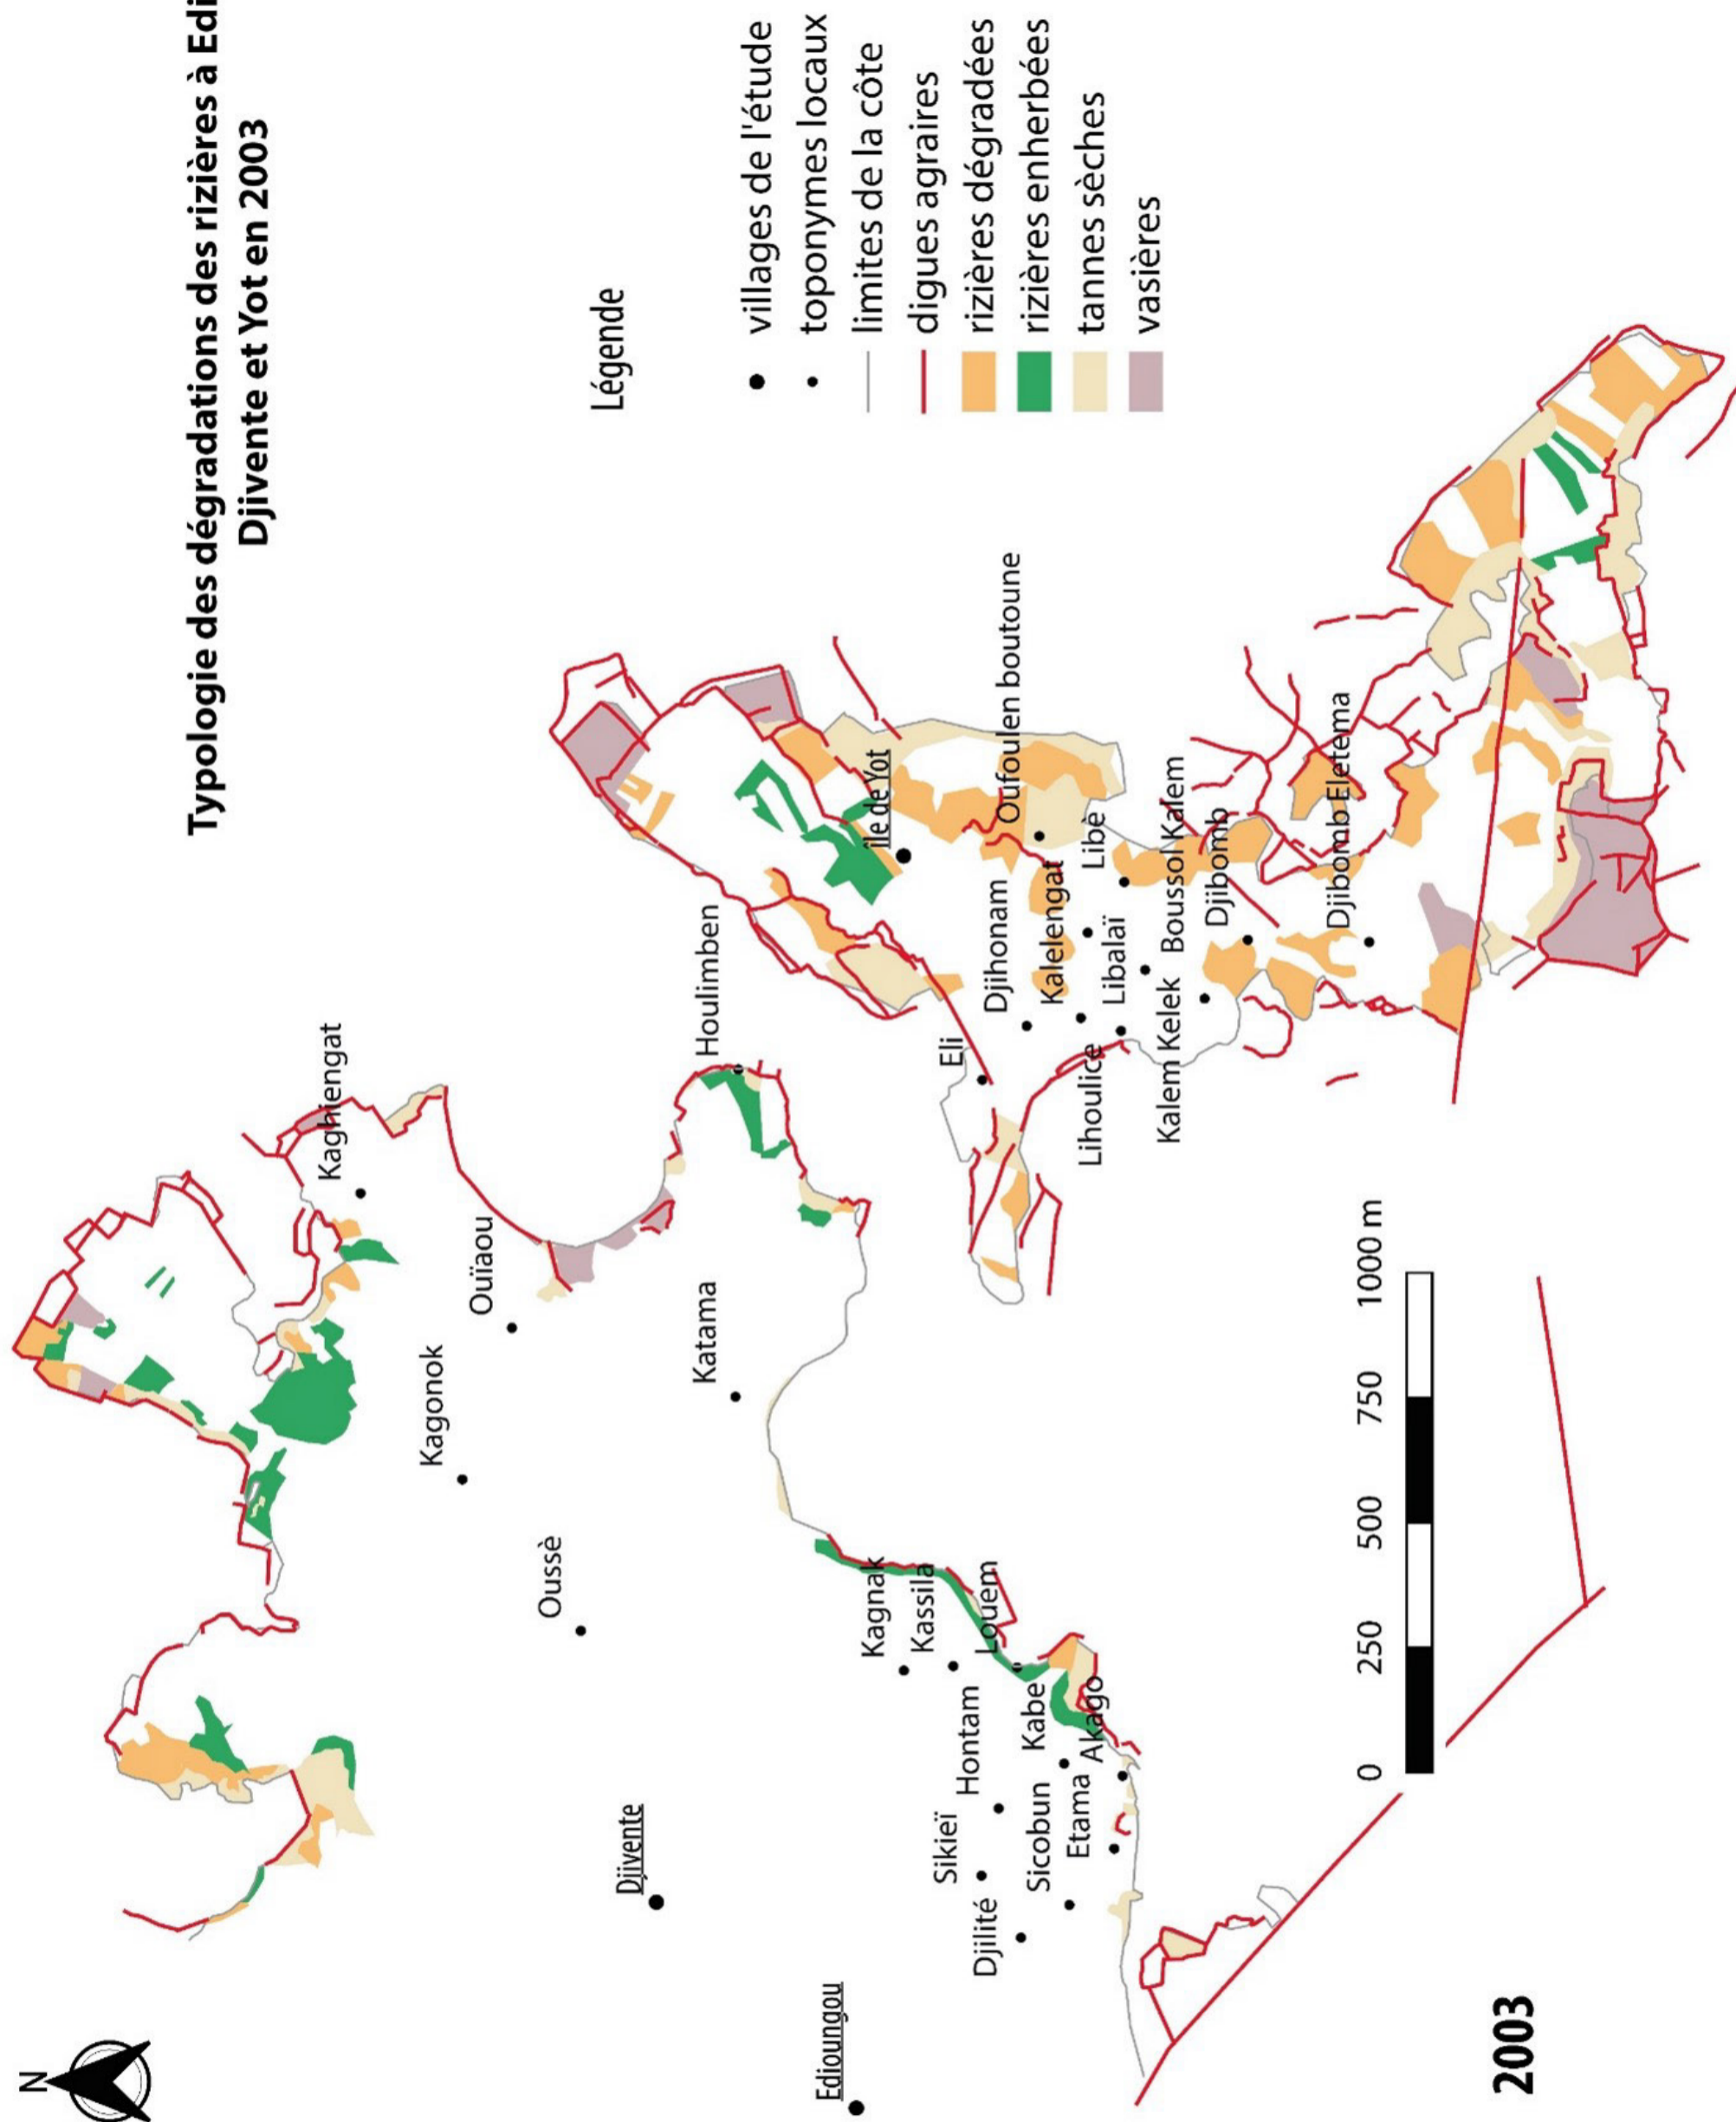 Typologie des dégradations des rizières à Edi
Djivente et Yot en 2003
N
Légende
villages de l'étude
toponymes locaux
limites de la côte
digues agraires
rizières dégradées
rizières enherbées
tannes sèches
vasières
Kaghiengat
Kagonok
Ouïaou
Oussè
Djivente
Houlimben
Katama
île de Yot
Edioungou
Kagnak
Kassila
Louem
Hontam
Sikieï
Djilité
Kabe
Akago
Sicobun
Etama
Eli
Djihonam
Oufoulen boutoune
Kalelengat
Libè
Lihoulice
Libalaï
Boussol Kalem
Kalem Kelek
Djibomb
DjibombEletema
0 250 500 750 1000 m
2003